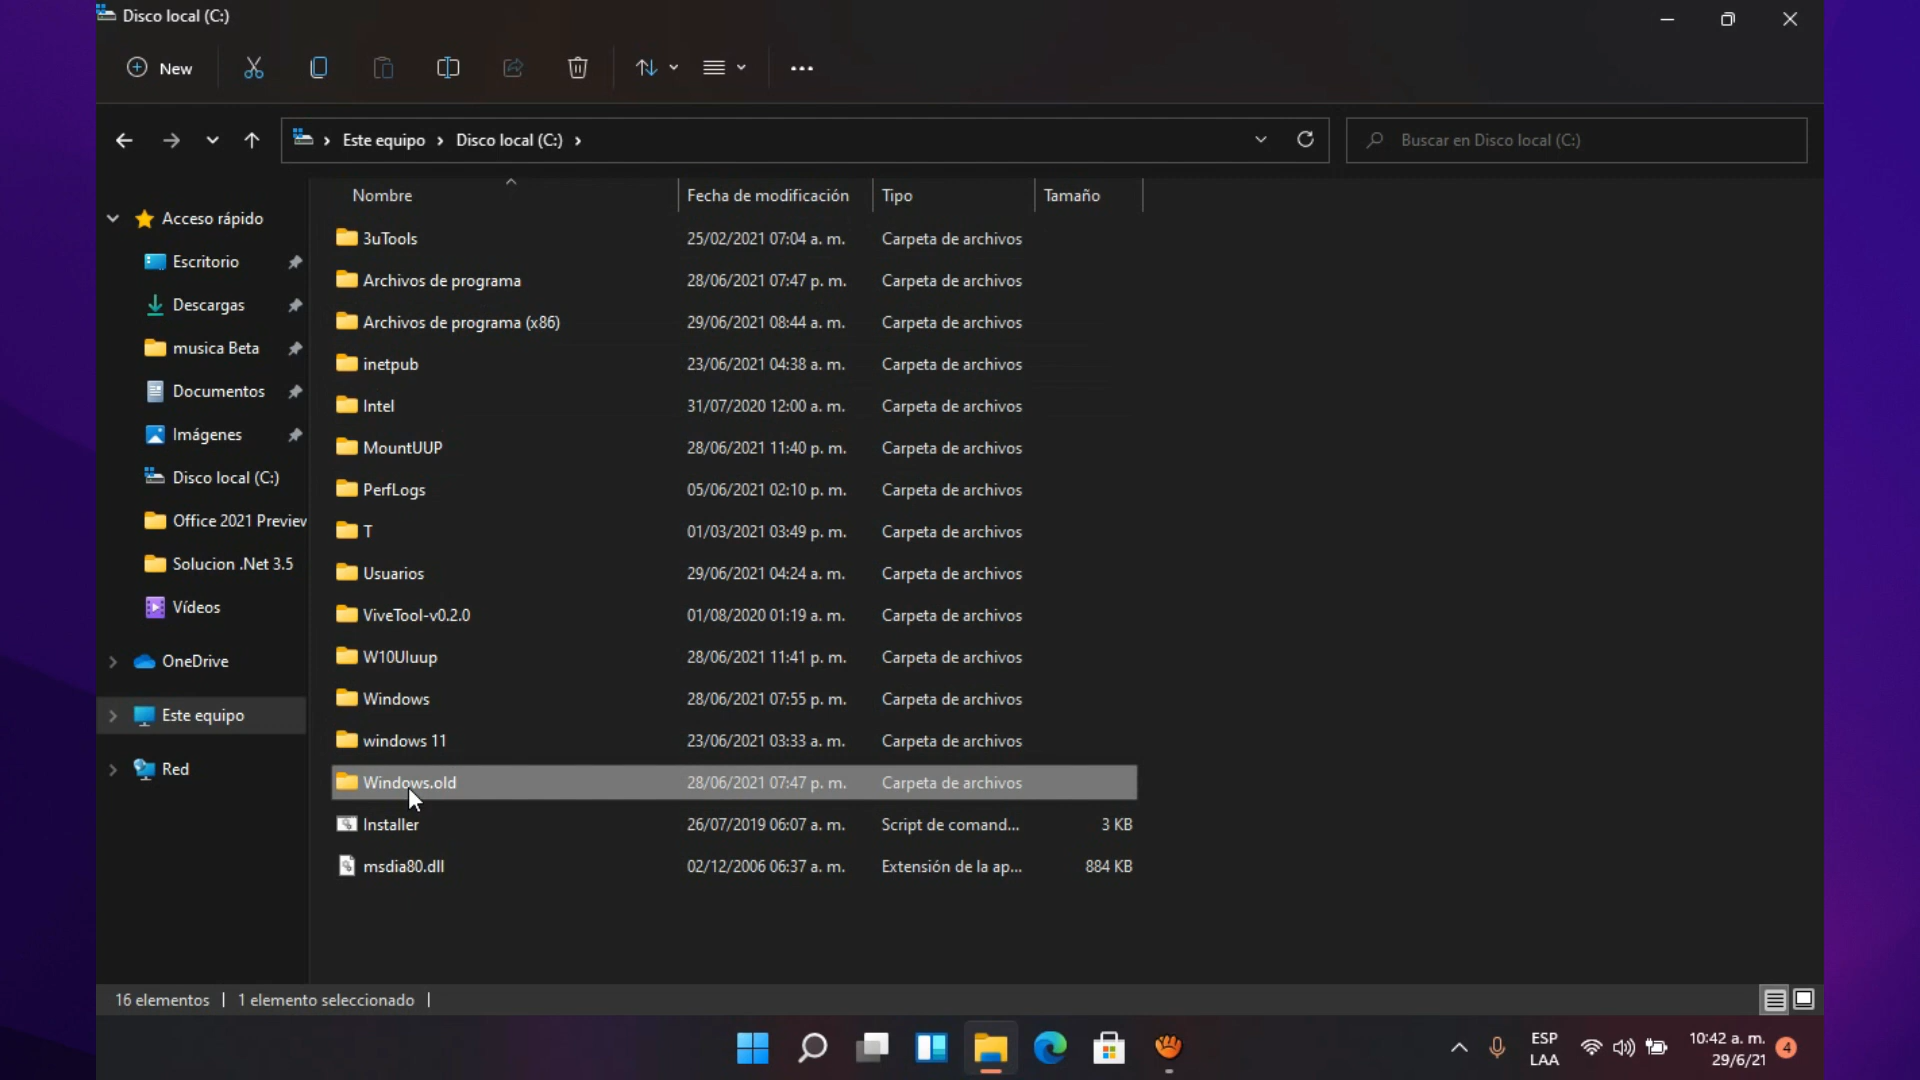 Disco local (C:)
New
Este equipo > Disco local (C:) >
Buscar en Disco local (C:)
Nombre Fecha de modificación Tipo Tamaño
Acceso rápido
Escritorio
Descargas
musica Beta
Documentos
Imágenes
Disco local (C:)
Office 2021 Preview
Solucion .Net 3.5
Vídeos
OneDrive
Este equipo
Red
3uTools 25/02/2021 07:04 a. m. Carpeta de archivos
Archivos de programa 28/06/2021 07:47 p. m. Carpeta de archivos
Archivos de programa (x86) 29/06/2021 08:44 a. m. Carpeta de archivos
inetpub 23/06/2021 04:38 a. m. Carpeta de archivos
Intel 31/07/2020 12:00 a. m. Carpeta de archivos
MountUUP 28/06/2021 11:40 p. m. Carpeta de archivos
PerfLogs 05/06/2021 02:10 p. m. Carpeta de archivos
T 01/03/2021 03:49 p. m. Carpeta de archivos
Usuarios 29/06/2021 04:24 a. m. Carpeta de archivos
ViveTool-v0.2.0 01/08/2020 01:19 a. m. Carpeta de archivos
W10UIuup 28/06/2021 11:41 p. m. Carpeta de archivos
Windows 28/06/2021 07:55 p. m. Carpeta de archivos
windows 11 23/06/2021 03:33 a. m. Carpeta de archivos
Windows.old 28/06/2021 07:47 p. m. Carpeta de archivos
Installer 26/07/2019 06:07 a. m. Script de comand... 3 KB
msdia80.dll 02/12/2006 06:37 a. m. Extensión de la ap... 884 KB
16 elementos | 1 elemento seleccionado |
ESP
LAA
10:42 a. m.
29/6/21
4